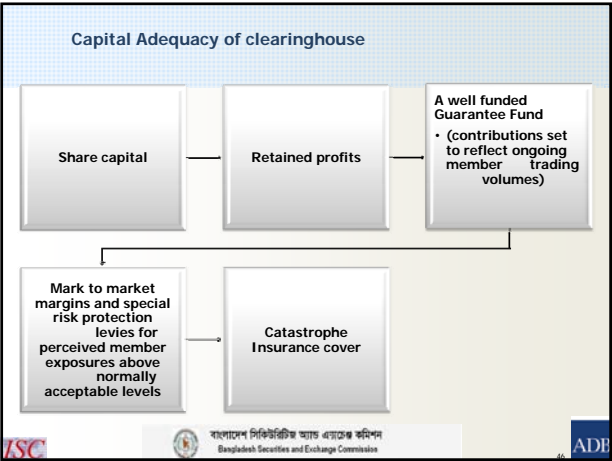 Capital Adequacy of clearinghouse
Share capital
Retained profits
A well funded
Guarantee Fund
• (contributions set
to reflect ongoing
member trading
volumes)
Mark to market
margins and special
risk protection
levies for
perceived member
exposures above
normally
acceptable levels
Catastrophe
Insurance cover
ISC
বাংলাদেশ সিকিউরিটিজ অ্যান্ড এক্সচেঞ্জ কমিশন
Bangladesh Securities and Exchange Commission
46
ADB